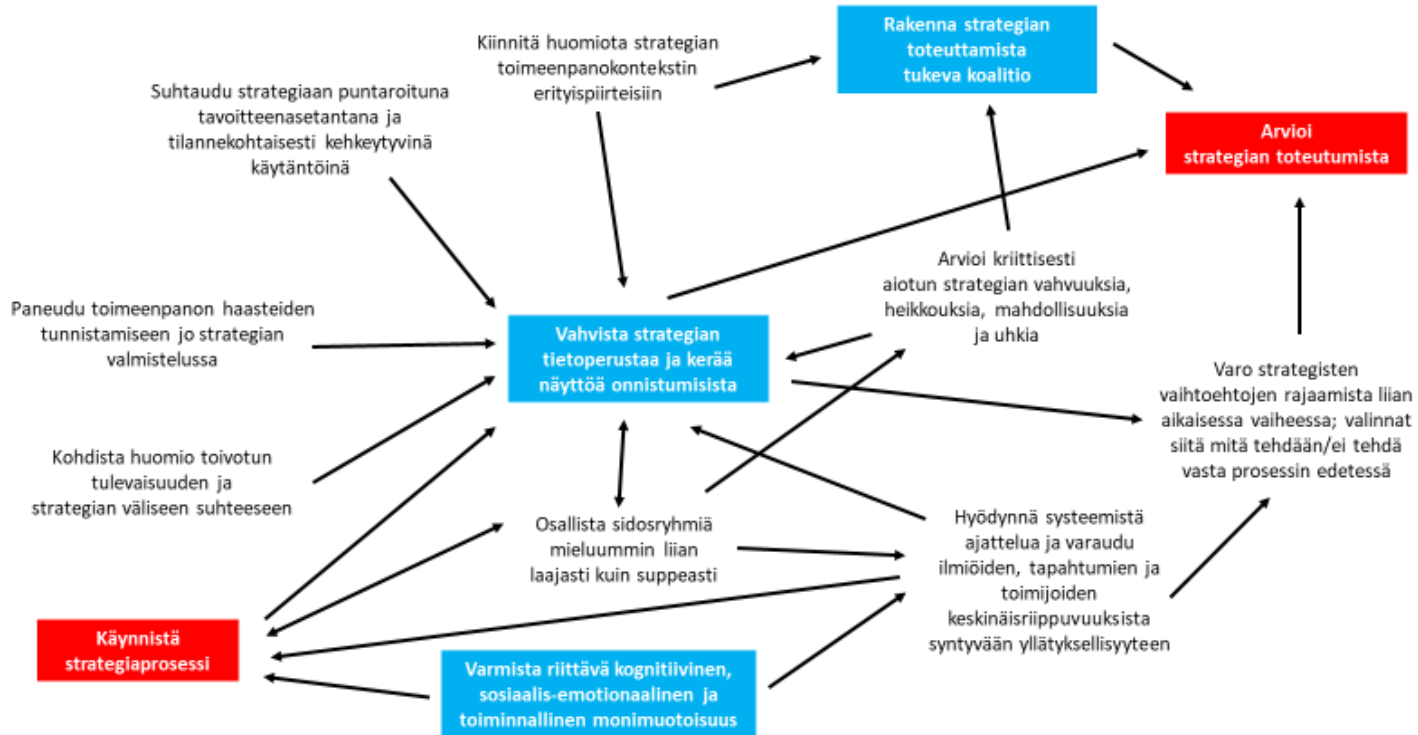 Rakenna strategian
toteuttamista
tukeva koalitio
Kiinnitä huomiota strategian
toimeenpanokontekstin
erityispiirteisiin
Suhtaudu strategiaan puntaroituna
tavoitteenasetantana ja
tilannekohtaisesti kehkeytyvinä
käytäntöinä
Arvioi
strategian toteutumista
Arvioi kriittisesti
aiotun strategian vahvuuksia,
heikkouksia, mahdollisuuksia
ja uhkia
Paneudu toimeenpanon haasteiden
tunnistamiseen jo strategian
valmistelussa
Vahvista strategian
tietoperustaa ja kerää
näyttöä onnistumisista
Varo strategisten
vaihtoehtojen rajaamista liian
aikaisessa vaiheessa; valinnat
siitä mitä tehdään/ei tehdä
vasta prosessin edetessä
Kohdista huomio toivotun
tulevaisuuden ja
strategian väliseen suhteeseen
Osallista sidosryhmiä
mieluummin liian
laajasti kuin suppeasti
Hyödynnä systeemistä
ajattelua ja varaudu
ilmiöiden, tapahtumien ja
toimijoiden
keskinäisriippuvuuksista
syntyvään yllätyksellisyyteen
Käynnistä
strategiaprosessi
Varmista riittävä kognitiivinen,
sosiaalis-emotionaalinen ja
toiminnallinen monimuotoisuus